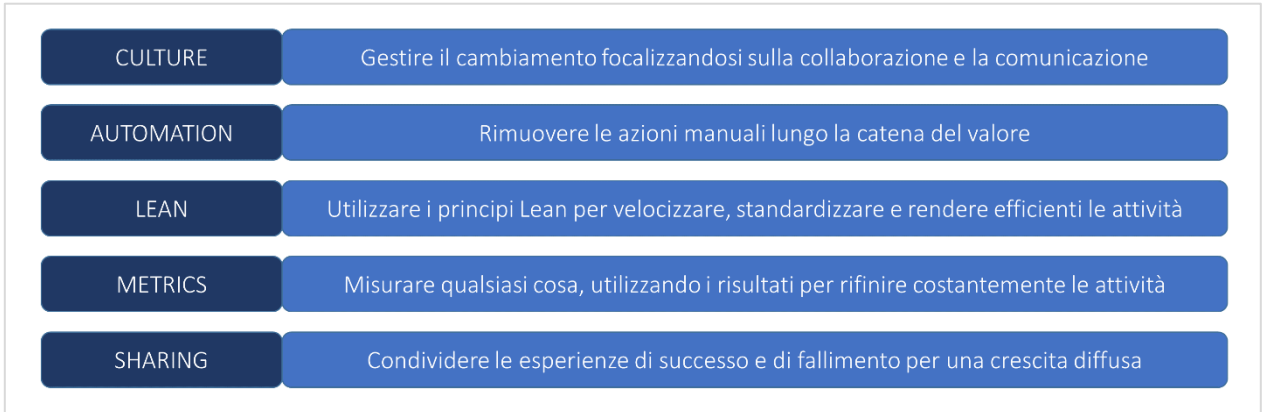 CULTURE
Gestire il cambiamento focalizzandosi sulla collaborazione e la comunicazione
AUTOMATION
Rimuovere le azioni manuali lungo la catena del valore
LEAN
Utilizzare i principi Lean per velocizzare, standardizzare e rendere efficienti le attività
METRICS
Misurare qualsiasi cosa, utilizzando i risultati per rifinire costantemente le attività
SHARING
Condividere le esperienze di successo e di fallimento per una crescita diffusa